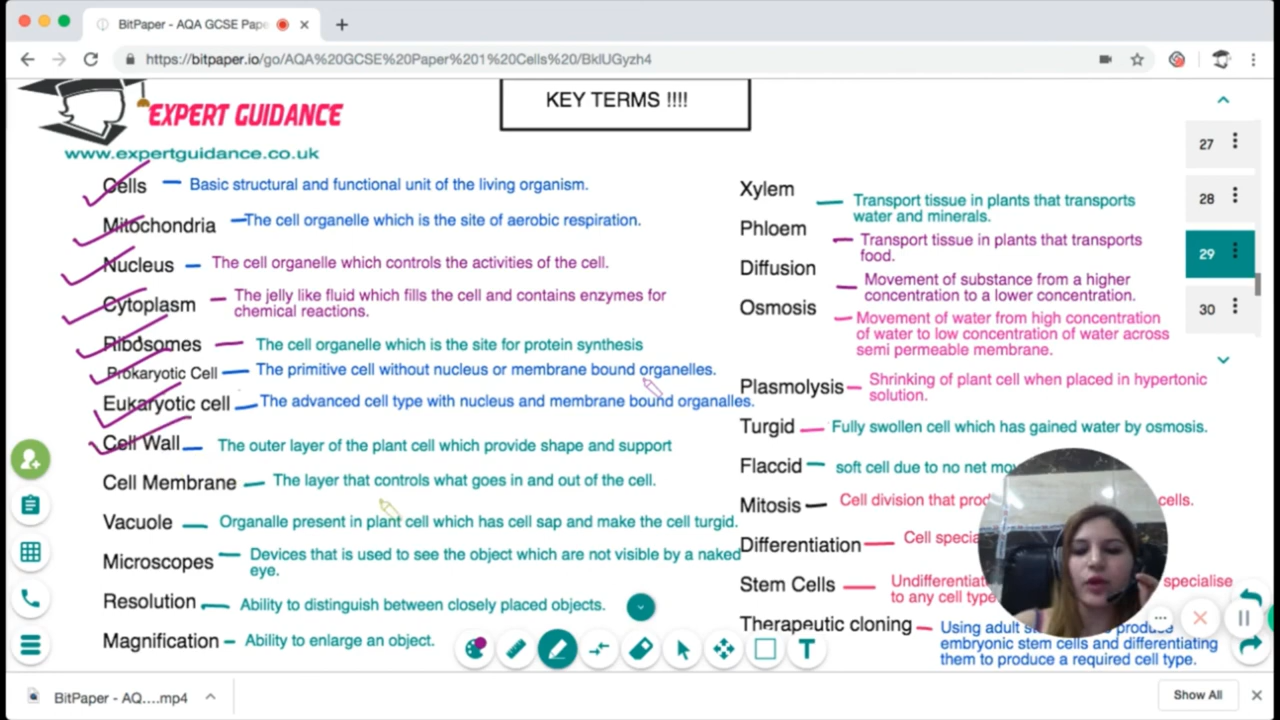 BitPaper - AQA GCSE Pape
https://bitpaper.io/go/AQA%20GCSE%20Paper%201%20Cells%20/BklUGyzh4
EXPERT GUIDANCE
www.expertguidance.co.uk
KEY TERMS !!!!
Cells
Basic structural and functional unit of the living organism.
Mitochondria
The cell organelle which is the site of aerobic respiration.
Nucleus
The cell organelle which controls the activities of the cell.
Cytoplasm
The jelly like fluid which fills the cell and contains enzymes for
chemical reactions.
Ribosomes
The cell organelle which is the site for protein synthesis
Prokaryotic Cell
The primitive cell without nucleus or membrane bound organelles.
Eukaryotic cell
The advanced cell type with nucleus and membrane bound organalles.
Cell Wall
The outer layer of the plant cell which provide shape and support
Cell Membrane
The layer that controls what goes in and out of the cell.
Vacuole
Organalle present in plant cell which has cell sap and make the cell turgid.
Microscopes
Devices that is used to see the object which are not visible by a naked
eye.
Resolution
Ability to distinguish between closely placed objects.
Magnification
Ability to enlarge an object.
Xylem
Transport tissue in plants that transports
water and minerals.
Phloem
Transport tissue in plants that transports
food.
Diffusion
Movement of substance from a higher
concentration to a lower concentration.
Osmosis
Movement of water from high concentration
of water to low concentration of water across
semi permeable membrane.
Plasmolysis
Shrinking of plant cell when placed in hypertonic
solution.
Turgid
Fully swollen cell which has gained water by osmosis.
Flaccid
soft cell due to no net mo
Mitosis
Cell division that prod cells.
Differentiation
Cell specia
Stem Cells
Undifferentiat specialise
to any cell type
Therapeutic cloning
Using adult s produce
embryonic stem cells and differentiating
them to produce a required cell type.
27
28
29
30
T
BitPaper - AQ....mp4
Show All